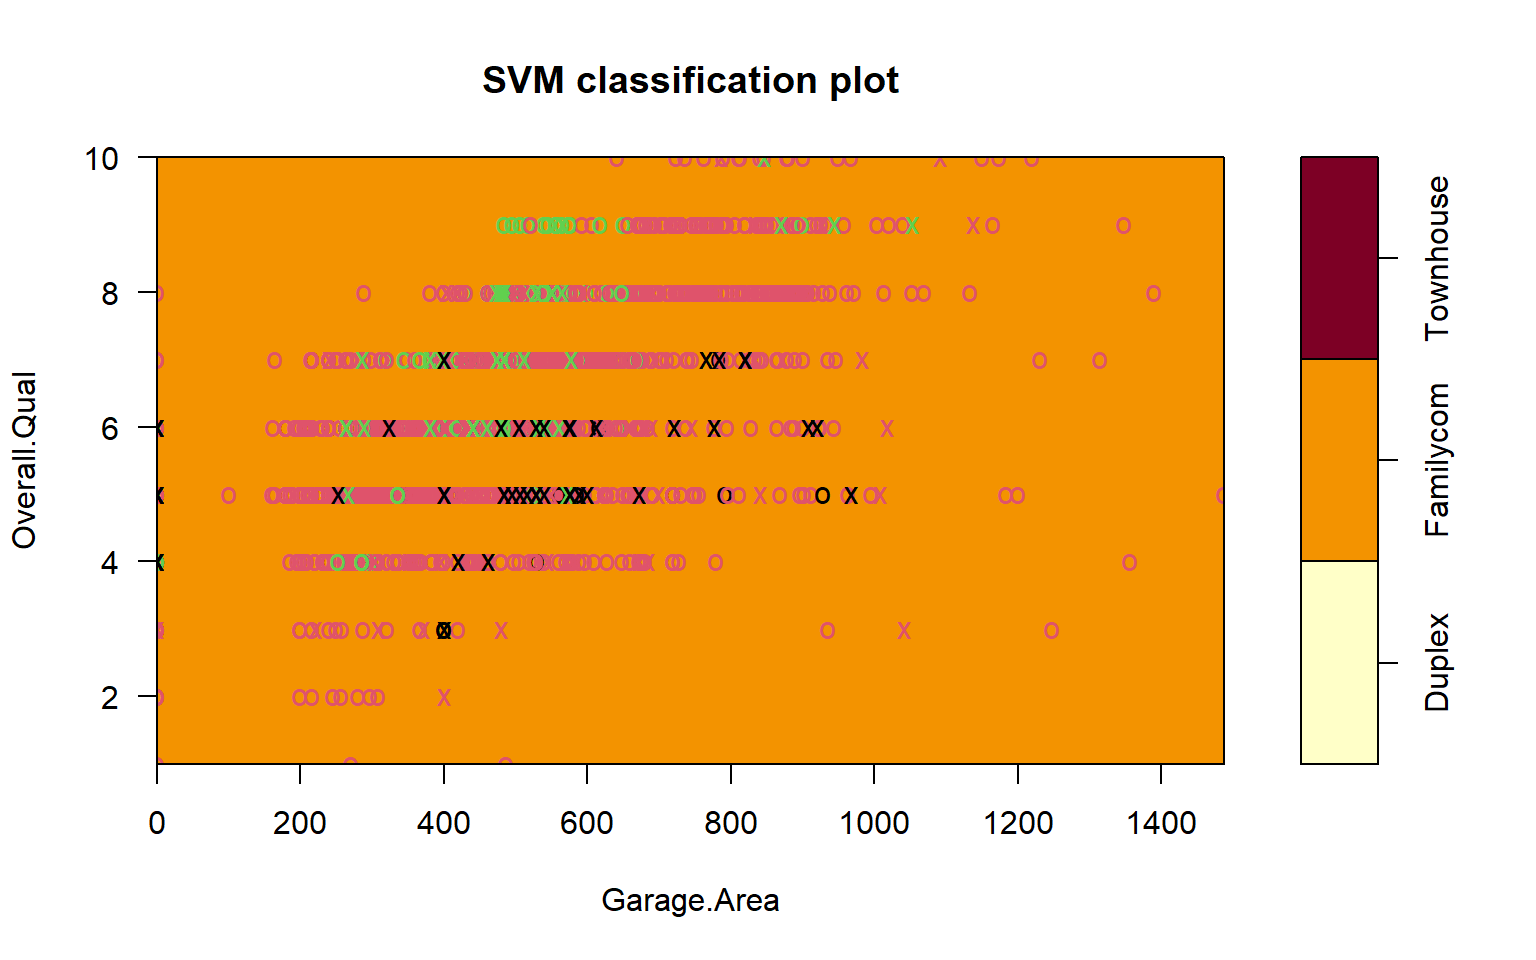 SVM classification plot
10
8
6
4
2
Overall.Qual
0 200 400 600 800 1000 1200 1400
Garage.Area
Townhouse
Familycom
Duplex